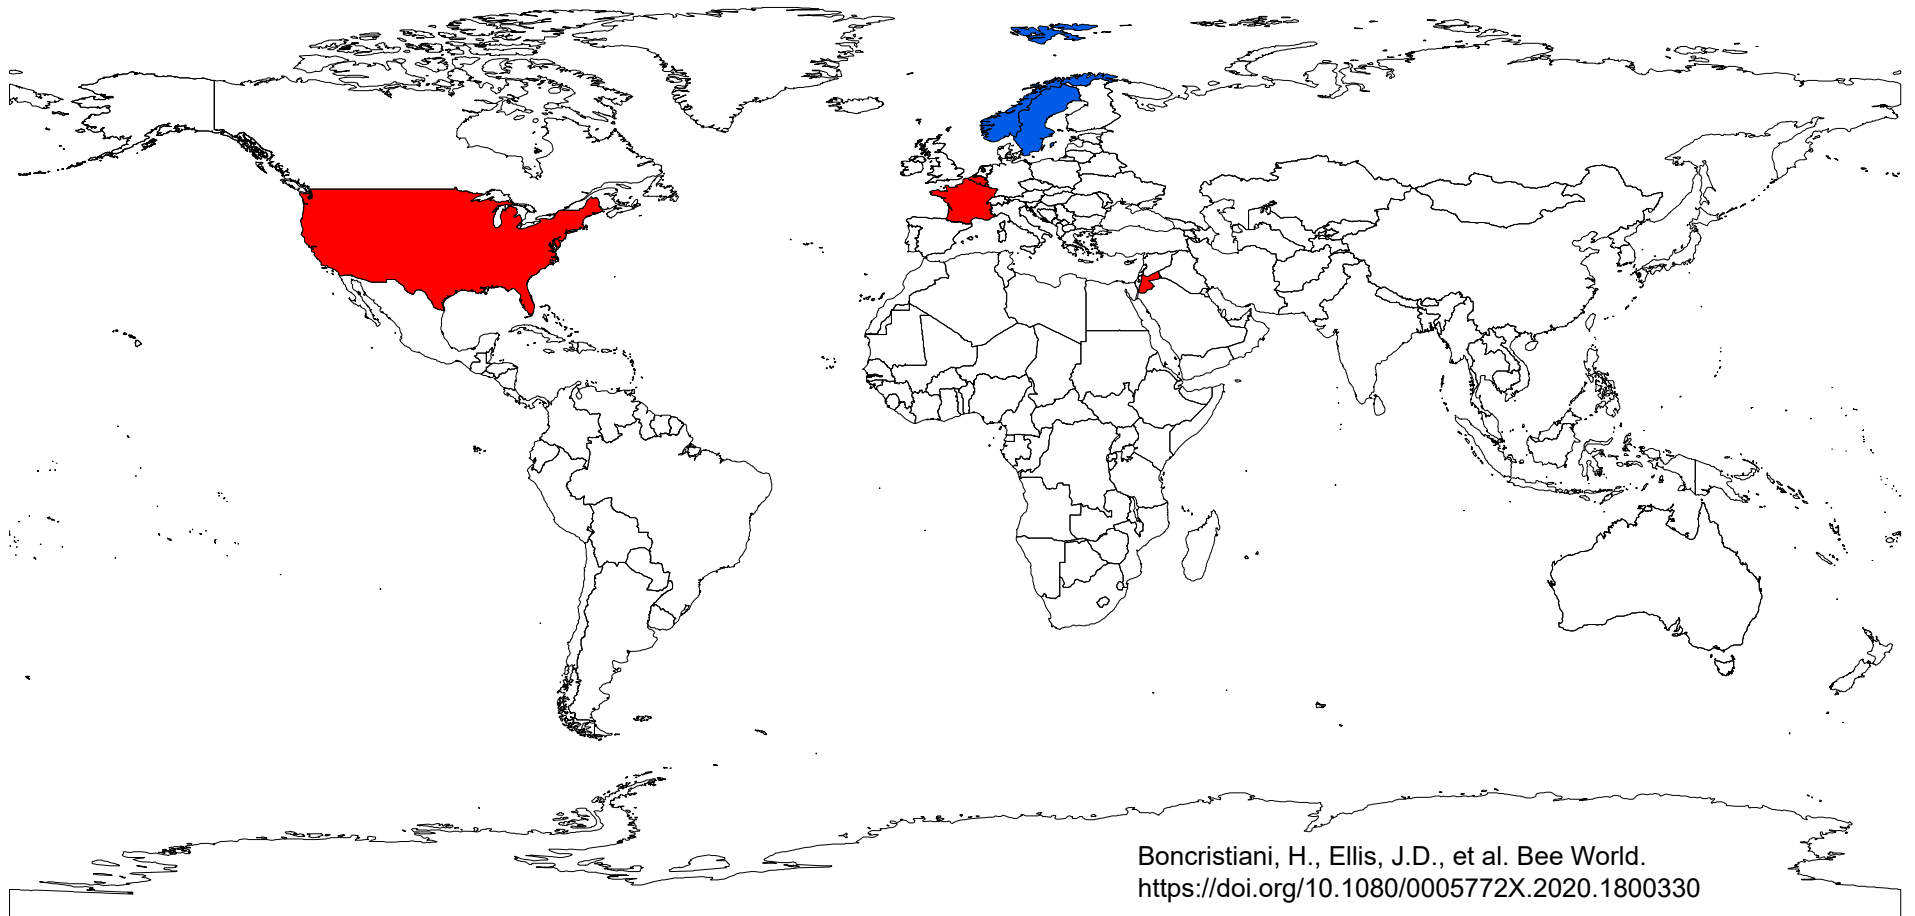 Boncristiani, H., Ellis, J.D., et al. Bee World.
https://doi.org/10.1080/0005772X.2020.1800330